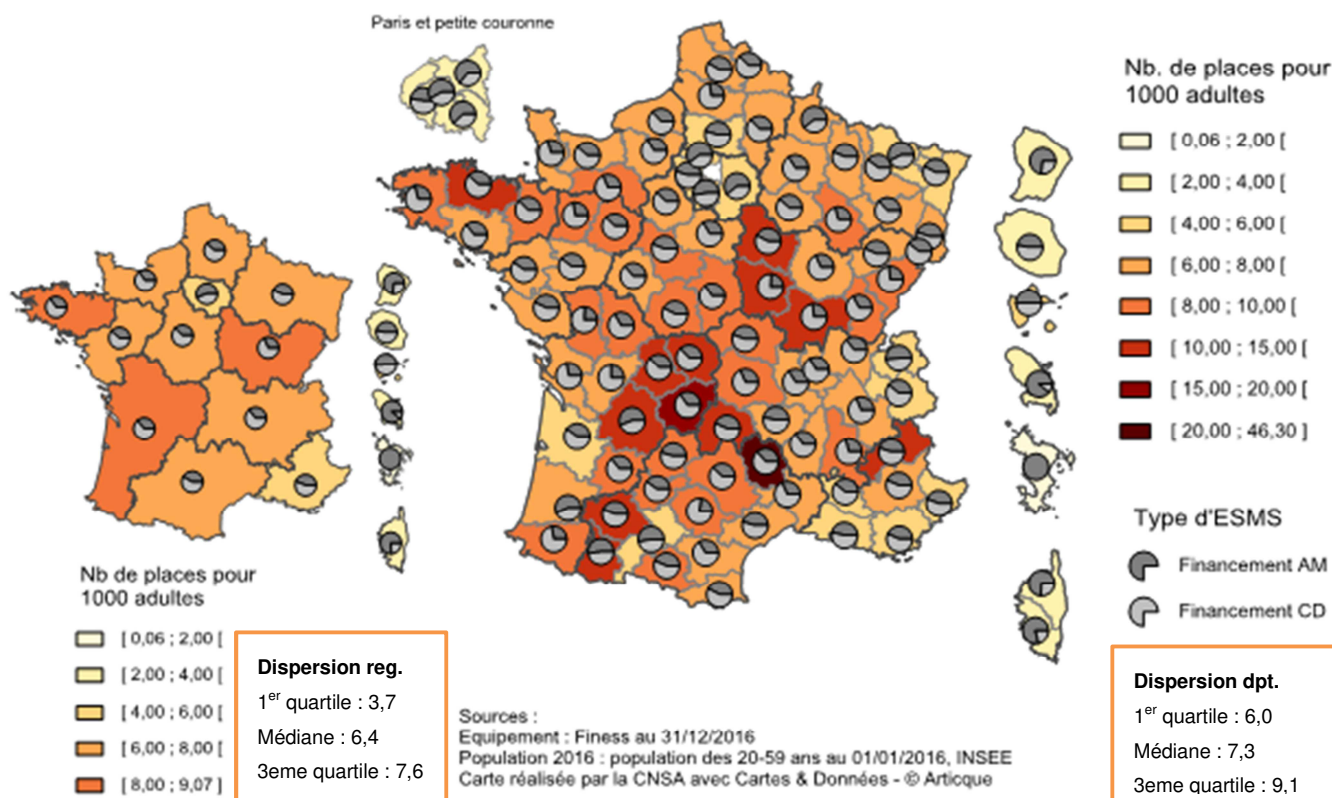 Paris et petite couronne
Nb. de places pour
1000 adultes
[ 0,06 ; 2,00 [
[ 2,00 ; 4,00 [
[ 4,00 ; 6,00 [
[ 6,00 ; 8,00 [
[ 8,00 ; 10,00 [
[ 10,00 ; 15,00 [
[ 15,00 ; 20,00 [
[ 20,00 ; 46,30 ]
Type d'ESMS
Financement AM
Financement CD
Nb de places pour
1000 adultes
[ 0,06 ; 2,00 [
[ 2,00 ; 4,00 [
[ 4,00 ; 6,00 [
[ 6,00 ; 8,00 [
[ 8,00 ; 9,07 ]
Dispersion reg.
1er quartile : 3,7
Médiane : 6,4
3eme quartile : 7,6
Sources :
Equipement : Finess au 31/12/2016
Population 2016 : population des 20-59 ans au 01/01/2016, INSEE
Carte réalisée par la CNSA avec Cartes & Données - © Articque
Dispersion dpt.
1er quartile : 6,0
Médiane : 7,3
3eme quartile : 9,1